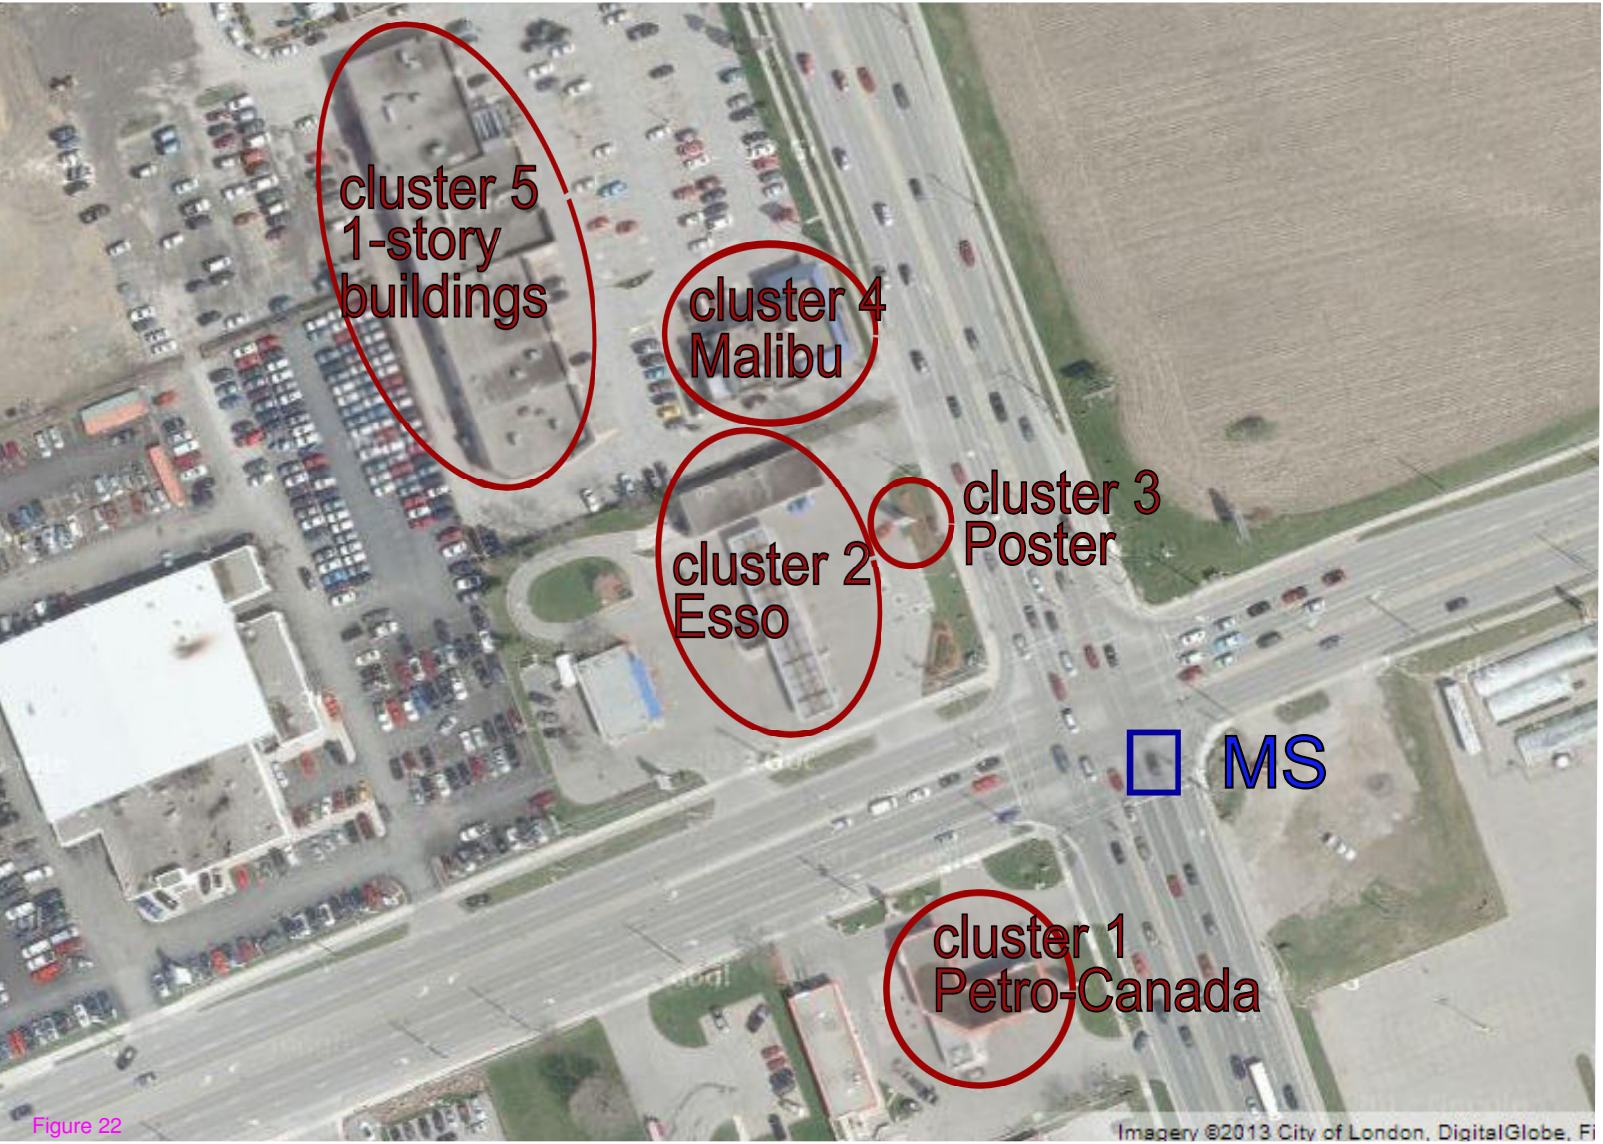 cluster 5
1-story
buildings
cluster 4
Malibu
cluster 3
Poster
cluster 2
Esso
MS
cluster 1
Petro-Canada
Figure 22
Imagery ©2013 City of London, DigitalGlobe, Fi